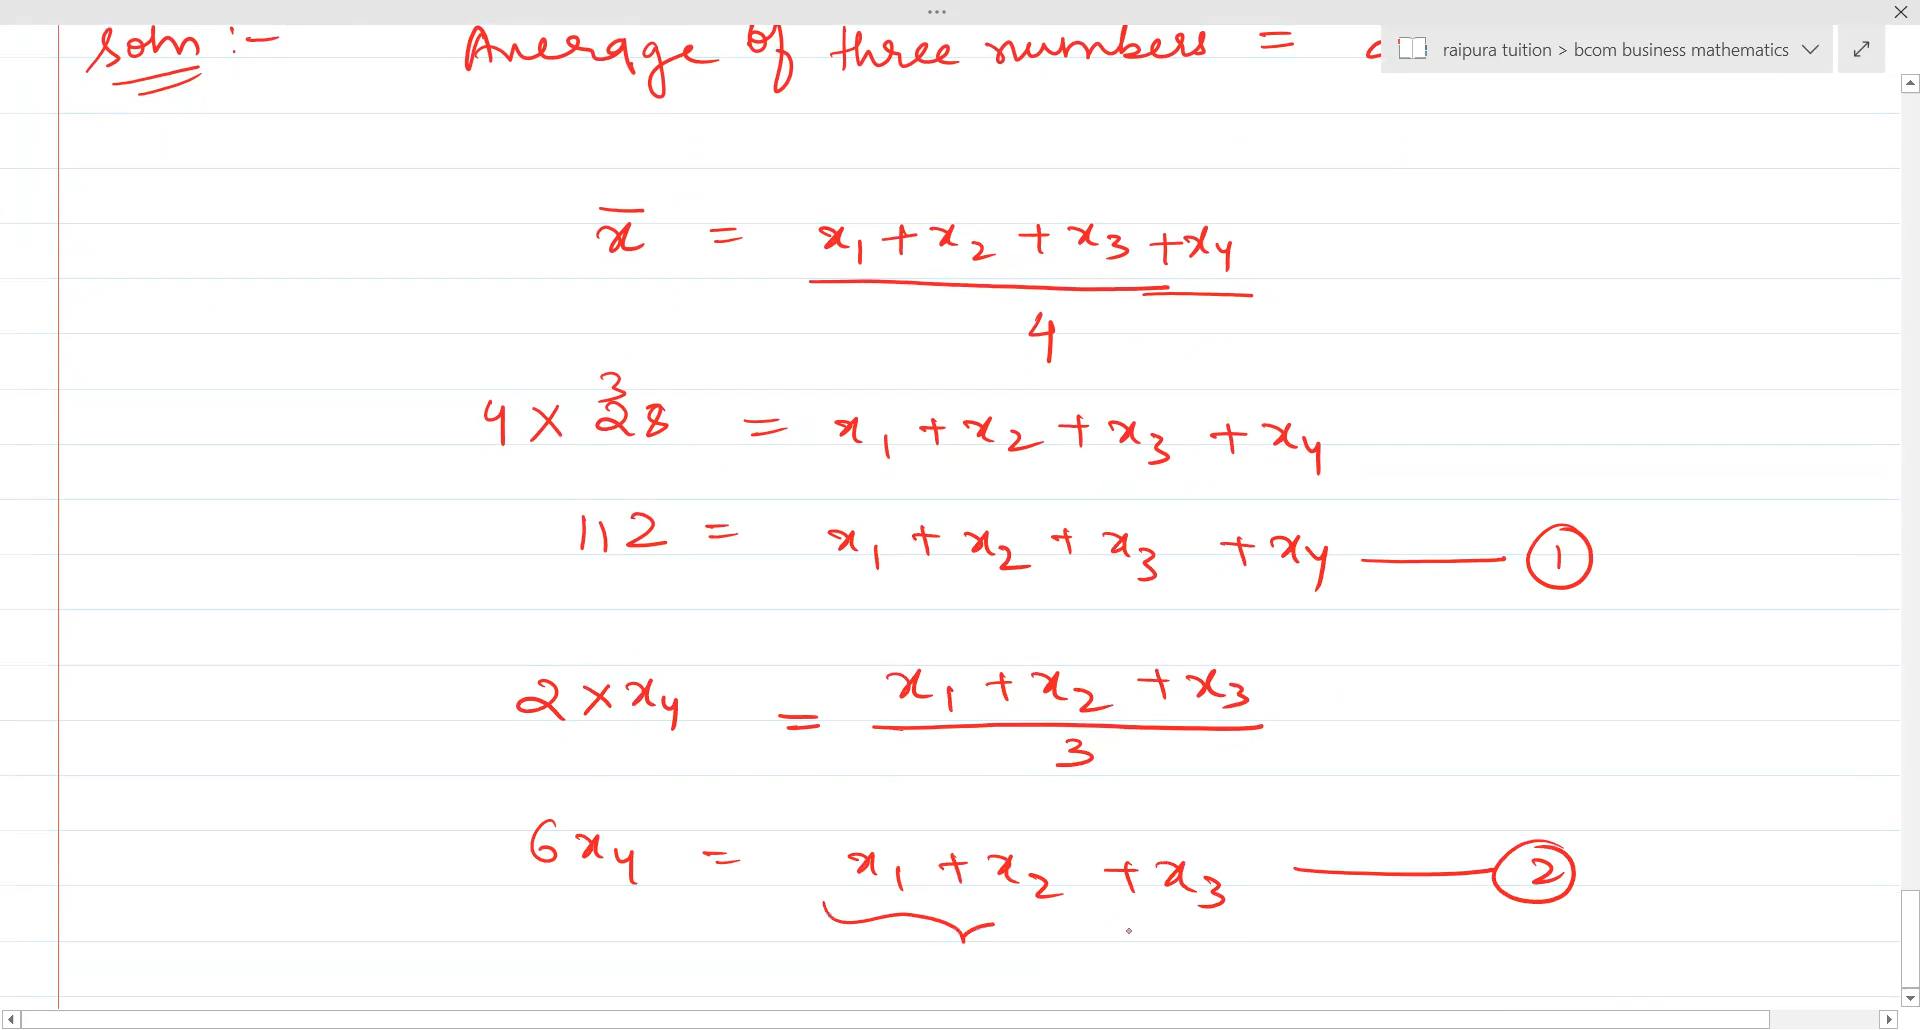 raipura tuition > bcom business mathematics
Soln :- Average of three numbers =
x̄ = x₁ + x₂ + x₃ + x₄
4
3
4 × 28 = x₁ + x₂ + x₃ + x₄
112 = x₁ + x₂ + x₃ + x₄ —— ①
2 × x₄ = x₁ + x₂ + x₃
3
6x₄ = x₁ + x₂ + x₃ —— ②